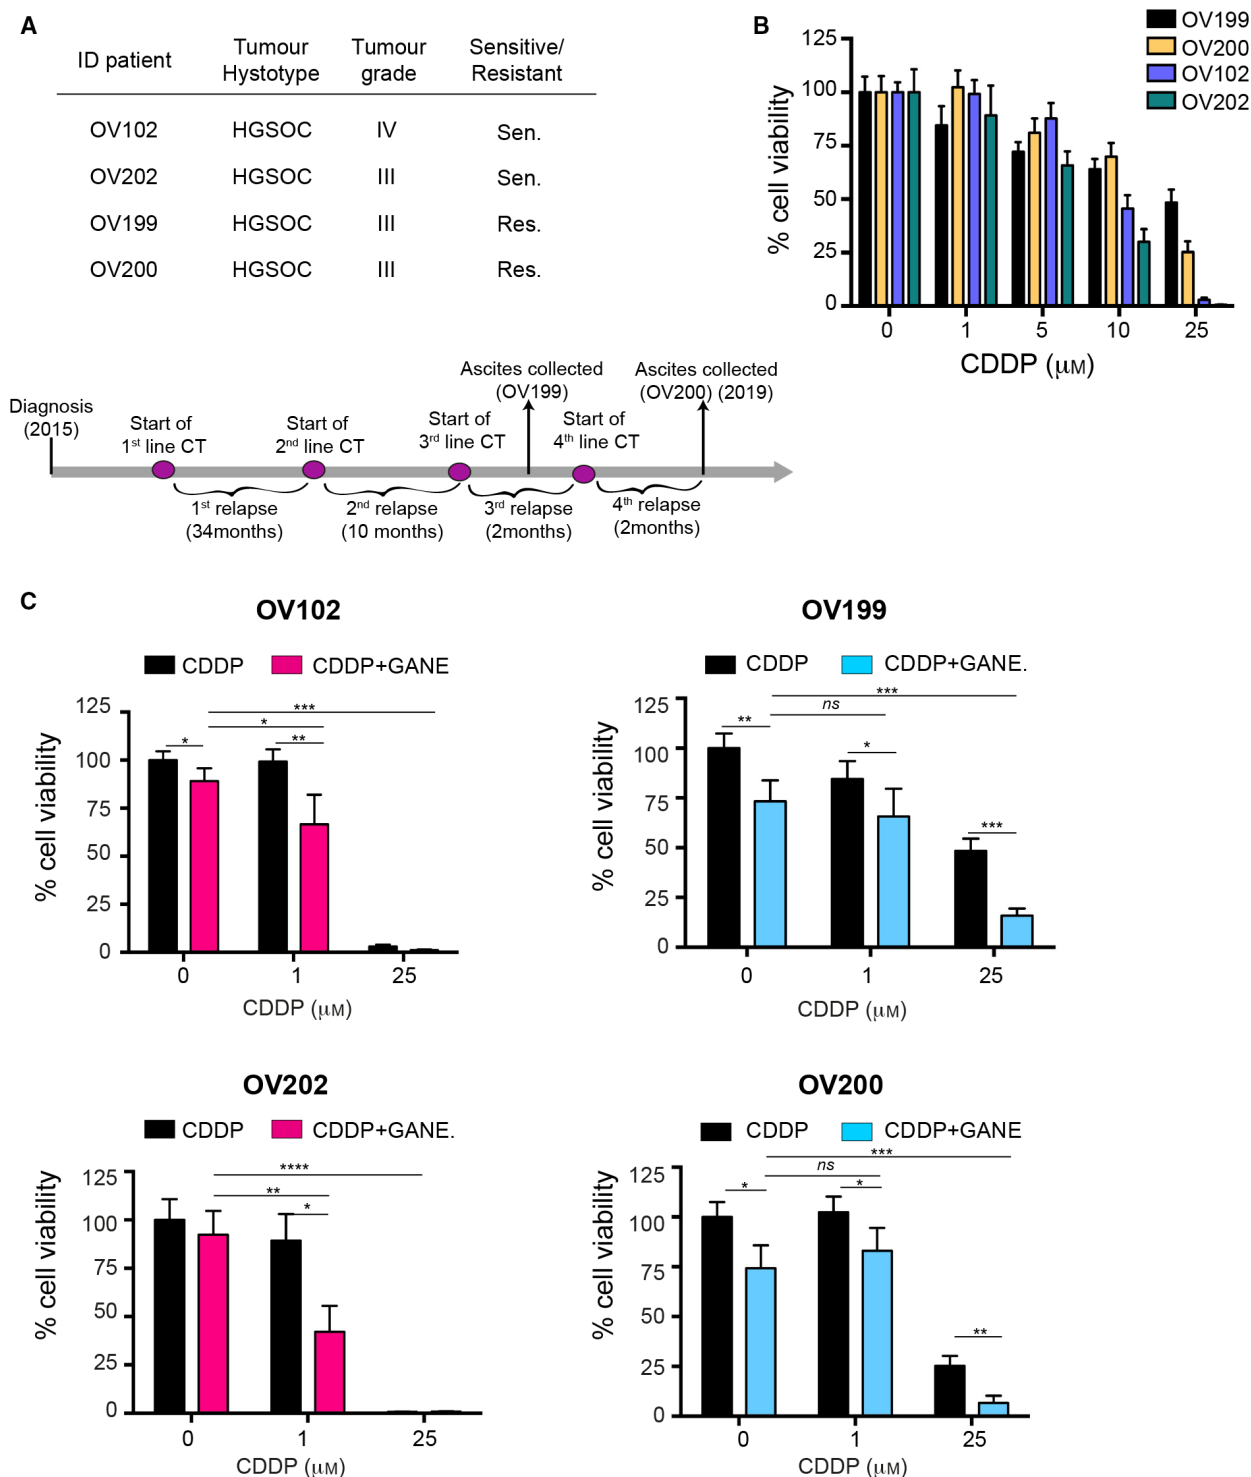 A
ID patient
Tumour
Hystotype
Tumour
grade
Sensitive/
Resistant
OV102 HGSOC IV Sen.
OV202 HGSOC III Sen.
OV199 HGSOC III Res.
OV200 HGSOC III Res.
Diagnosis
(2015)
Start of
1st line CT
Start of
2nd line CT
Start of
3rd line CT
Ascites collected
(OV199)
Start of
4th line CT
Ascites collected
(OV200) (2019)
1st relapse
(34months)
2nd relapse
(10 months)
3rd relapse
(2months)
4th relapse
(2months)
B
OV199
OV200
OV102
OV202
% cell viability
125
100
75
50
25
0
0 1 5 10 25
CDDP (µM)
C
OV102
CDDP CDDP+GANE
% cell viability
125
100
75
50
25
0
***
*
* **
0 1 25
CDDP (µM)
OV199
CDDP CDDP+GANE.
% cell viability
125
100
75
50
25
0
***
ns
** * ***
0 1 25
CDDP (µM)
OV202
CDDP CDDP+GANE.
% cell viability
125
100
75
50
25
0
****
**
*
0 1 25
CDDP (µM)
OV200
CDDP CDDP+GANE
% cell viability
125
100
75
50
25
0
***
ns
* * **
0 1 25
CDDP (µM)